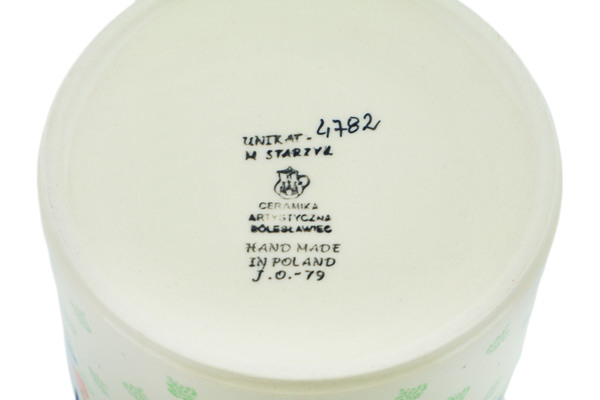 UNIKAT-4782
M STARZYK
CERAMIKA
ARTYSTYCZNA
BOLESŁAWIEC
HAND MADE
IN POLAND
J.O.-79